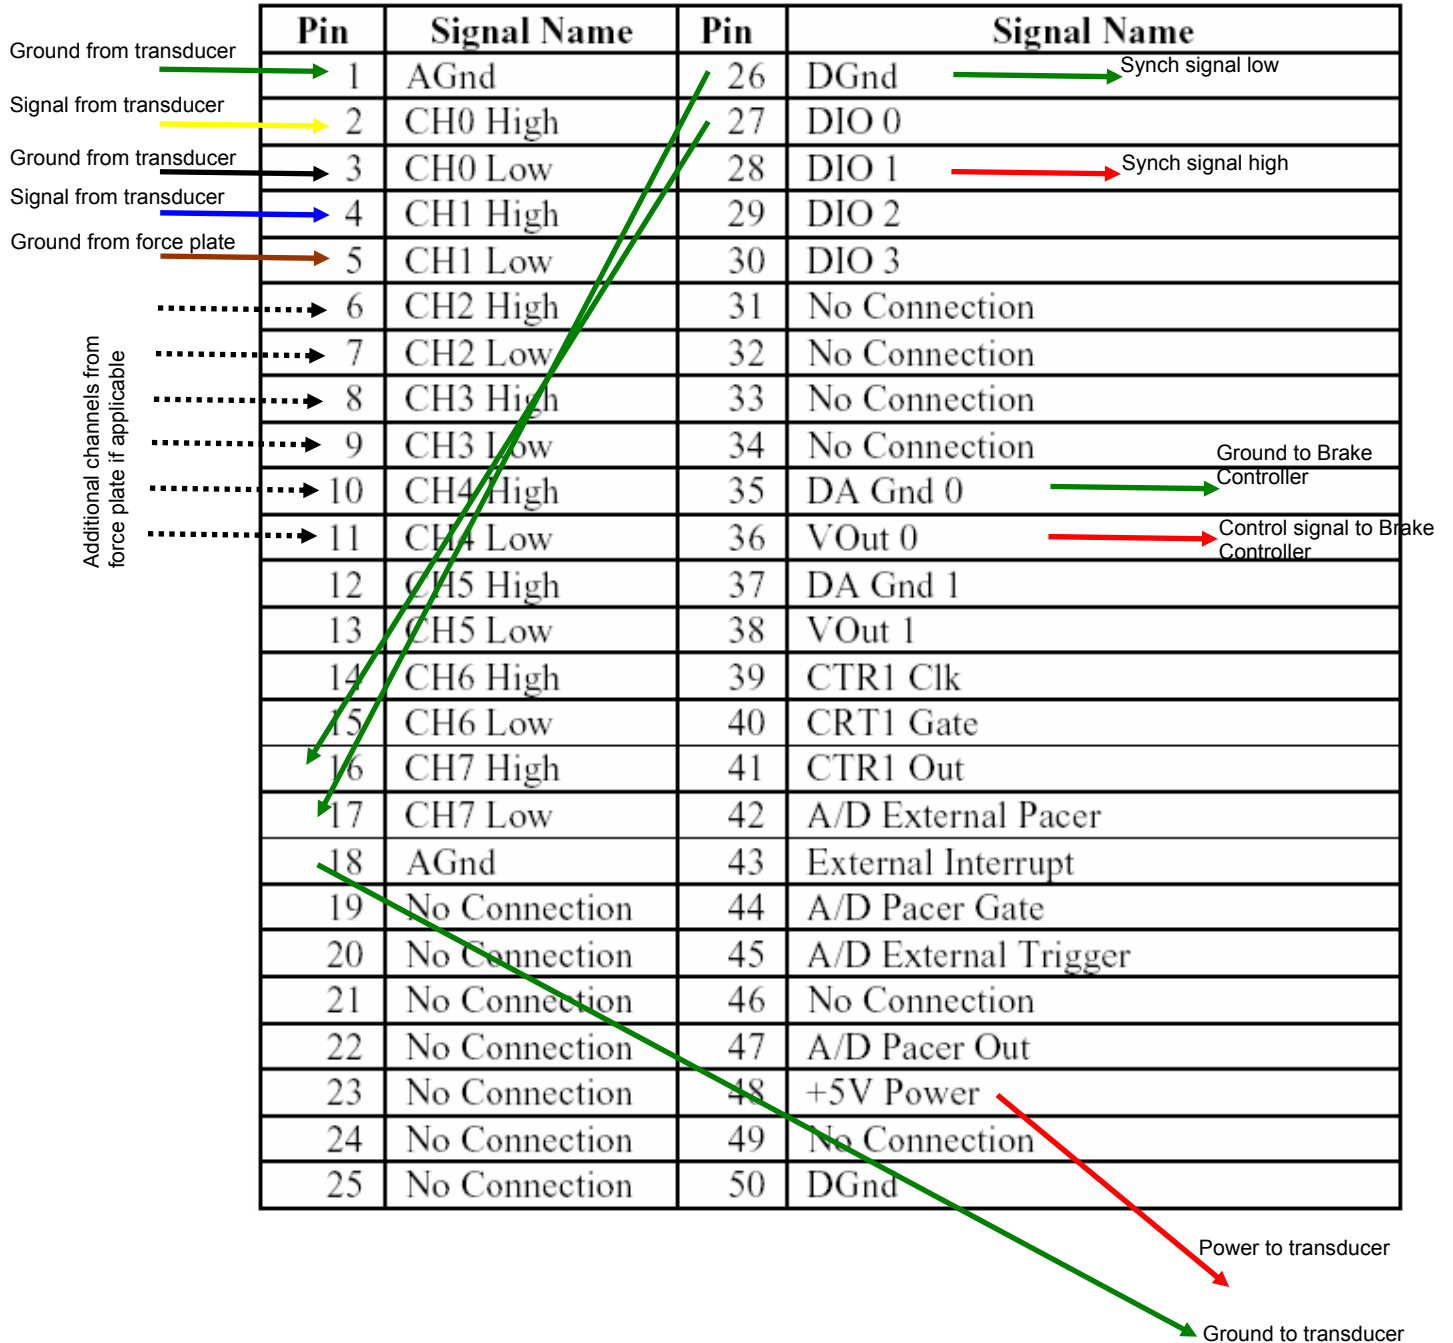 Pin Signal Name Pin Signal Name
Ground from transducer
1 AGnd 26 DGnd
Synch signal low
Signal from transducer
2 CH0 High 27 DIO 0
Ground from transducer
3 CH0 Low 28 DIO 1
Synch signal high
Signal from transducer
4 CH1 High 29 DIO 2
Ground from force plate
5 CH1 Low 30 DIO 3
6 CH2 High 31 No Connection
7 CH2 Low 32 No Connection
8 CH3 High 33 No Connection
9 CH3 Low 34 No Connection
Additional channels from
force plate if applicable
10 CH4 High 35 DA Gnd 0
Ground to Brake
Controller
11 CH4 Low 36 VOut 0
Control signal to Brake
Controller
12 CH5 High 37 DA Gnd 1
13 CH5 Low 38 VOut 1
14 CH6 High 39 CTR1 Clk
15 CH6 Low 40 CRT1 Gate
16 CH7 High 41 CTR1 Out
17 CH7 Low 42 A/D External Pacer
18 AGnd 43 External Interrupt
19 No Connection 44 A/D Pacer Gate
20 No Connection 45 A/D External Trigger
21 No Connection 46 No Connection
22 No Connection 47 A/D Pacer Out
23 No Connection 48 +5V Power
24 No Connection 49 No Connection
25 No Connection 50 DGnd
Power to transducer
Ground to transducer